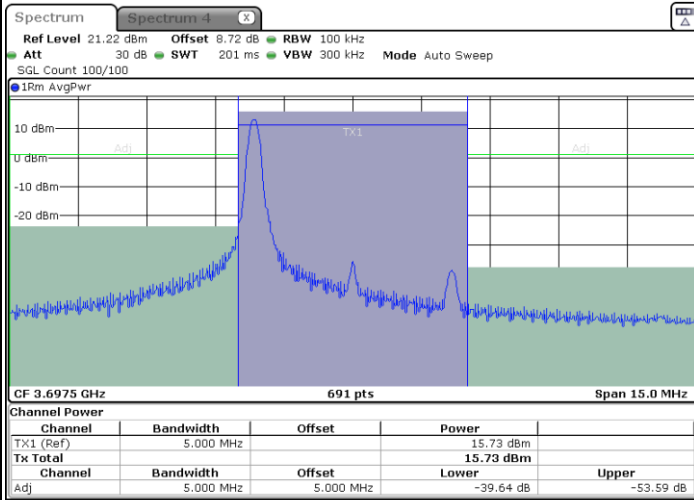 Spectrum Spectrum 4 X
Ref Level 21.22 dBm Offset 8.72 dB RBW 100 kHz
Att 30 dB SWT 201 ms VBW 300 kHz Mode Auto Sweep
SGL Count 100/100
1Rm AvgPwr
10 dBm
TX1
Adj Adj
0 dBm
-10 dBm
-20 dBm
CF 3.6975 GHz 691 pts Span 15.0 MHz
Channel Power
Channel Bandwidth Offset Power
TX1 (Ref) 5.000 MHz 15.73 dBm
Tx Total 15.73 dBm
Channel Bandwidth Offset Lower Upper
Adj 5.000 MHz 5.000 MHz -39.64 dB -53.59 dB